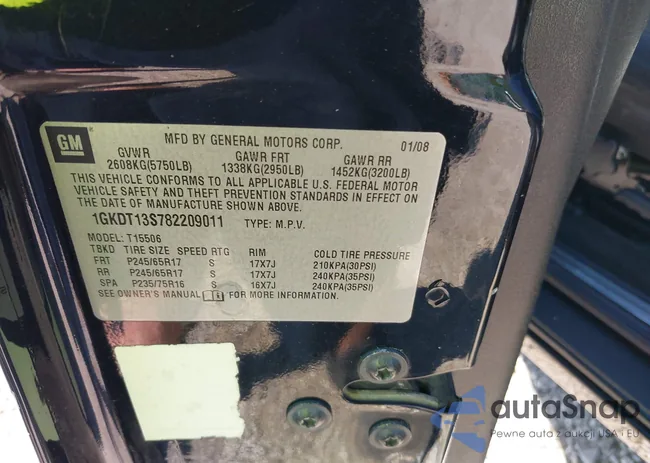 GM
MFD BY GENERAL MOTORS CORP. 01/08
GVWR GAWR FRT GAWR RR
2608KG(5750LB) 1338KG(2950LB) 1452KG(3200LB)
THIS VEHICLE CONFORMS TO ALL APPLICABLE U.S. FEDERAL MOTOR
VEHICLE SAFETY AND THEFT PREVENTION STANDARDS IN EFFECT ON
THE DATE OF MANUFACTURE SHOWN ABOVE.
1GKDT13S782209011 TYPE: M.P.V.
MODEL: T15506
TBKD TIRE SIZE SPEED RTG RIM COLD TIRE PRESSURE
FRT P245/65R17 S 17X7J 210KPA(30PSI)
RR P245/65R17 S 17X7J 240KPA(35PSI)
SPA P235/75R16 S 16X7J 240KPA(35PSI)
SEE OWNER'S MANUAL FOR MORE INFORMATION.
autaSnap
Pewne auta z aukcji USA i EU